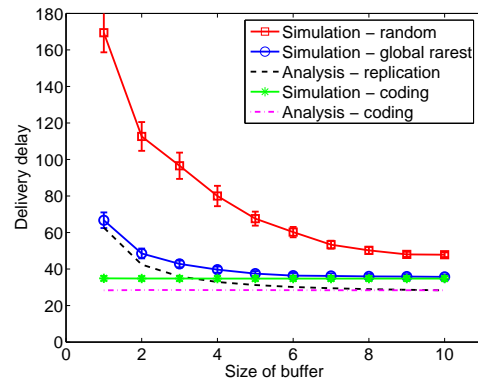 180
160
140
120
100
80
60
40
20
0
0
2
4
6
8
10
Delivery delay
Size of buffer
Simulation – random
Simulation – global rarest
Analysis – replication
Simulation – coding
Analysis – coding